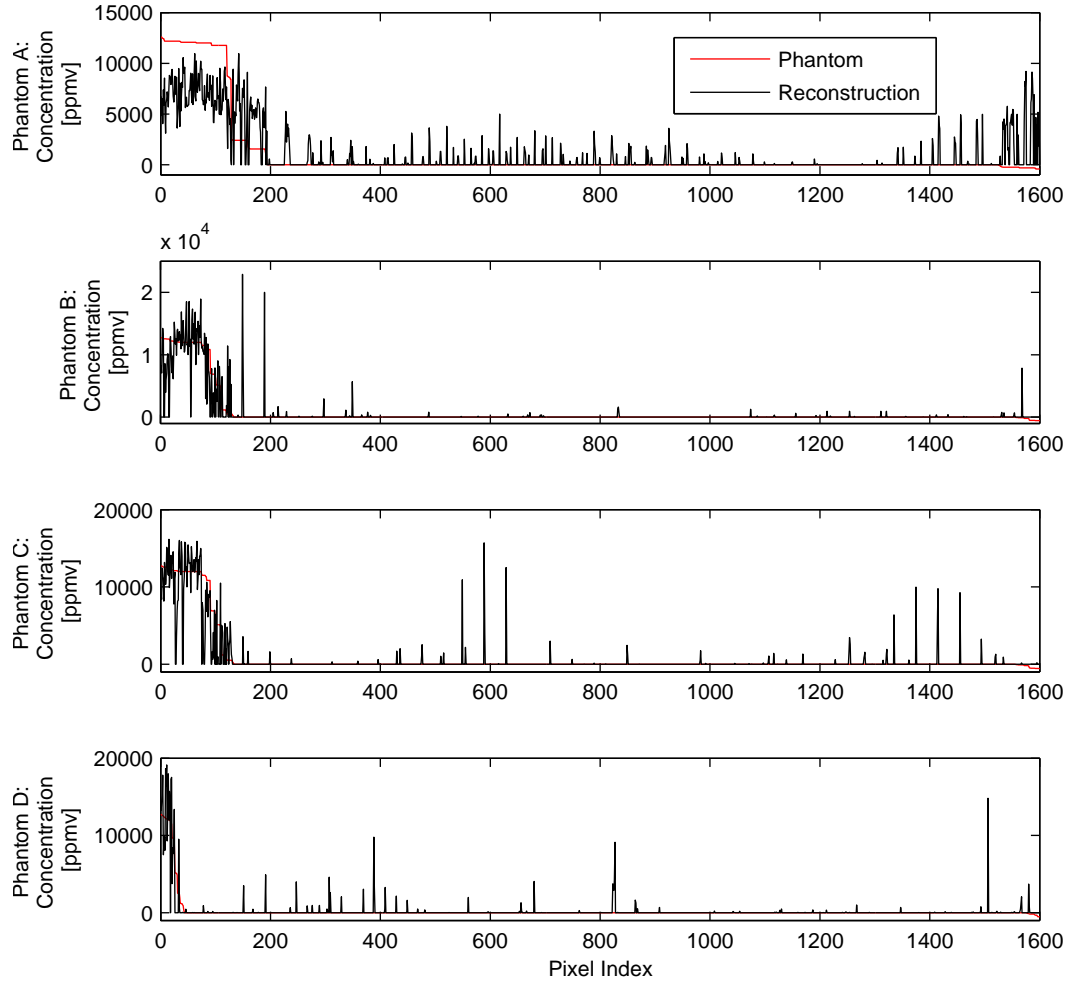 Phantom A:
Concentration
[ppmv]
15000
10000
5000
0
Phantom
Reconstruction
0 200 400 600 800 1000 1200 1400 1600
x 10^4
Phantom B:
Concentration
[ppmv]
2
1
0
0 200 400 600 800 1000 1200 1400 1600
Phantom C:
Concentration
[ppmv]
20000
10000
0
0 200 400 600 800 1000 1200 1400 1600
Phantom D:
Concentration
[ppmv]
20000
10000
0
0 200 400 600 800 1000 1200 1400 1600
Pixel Index